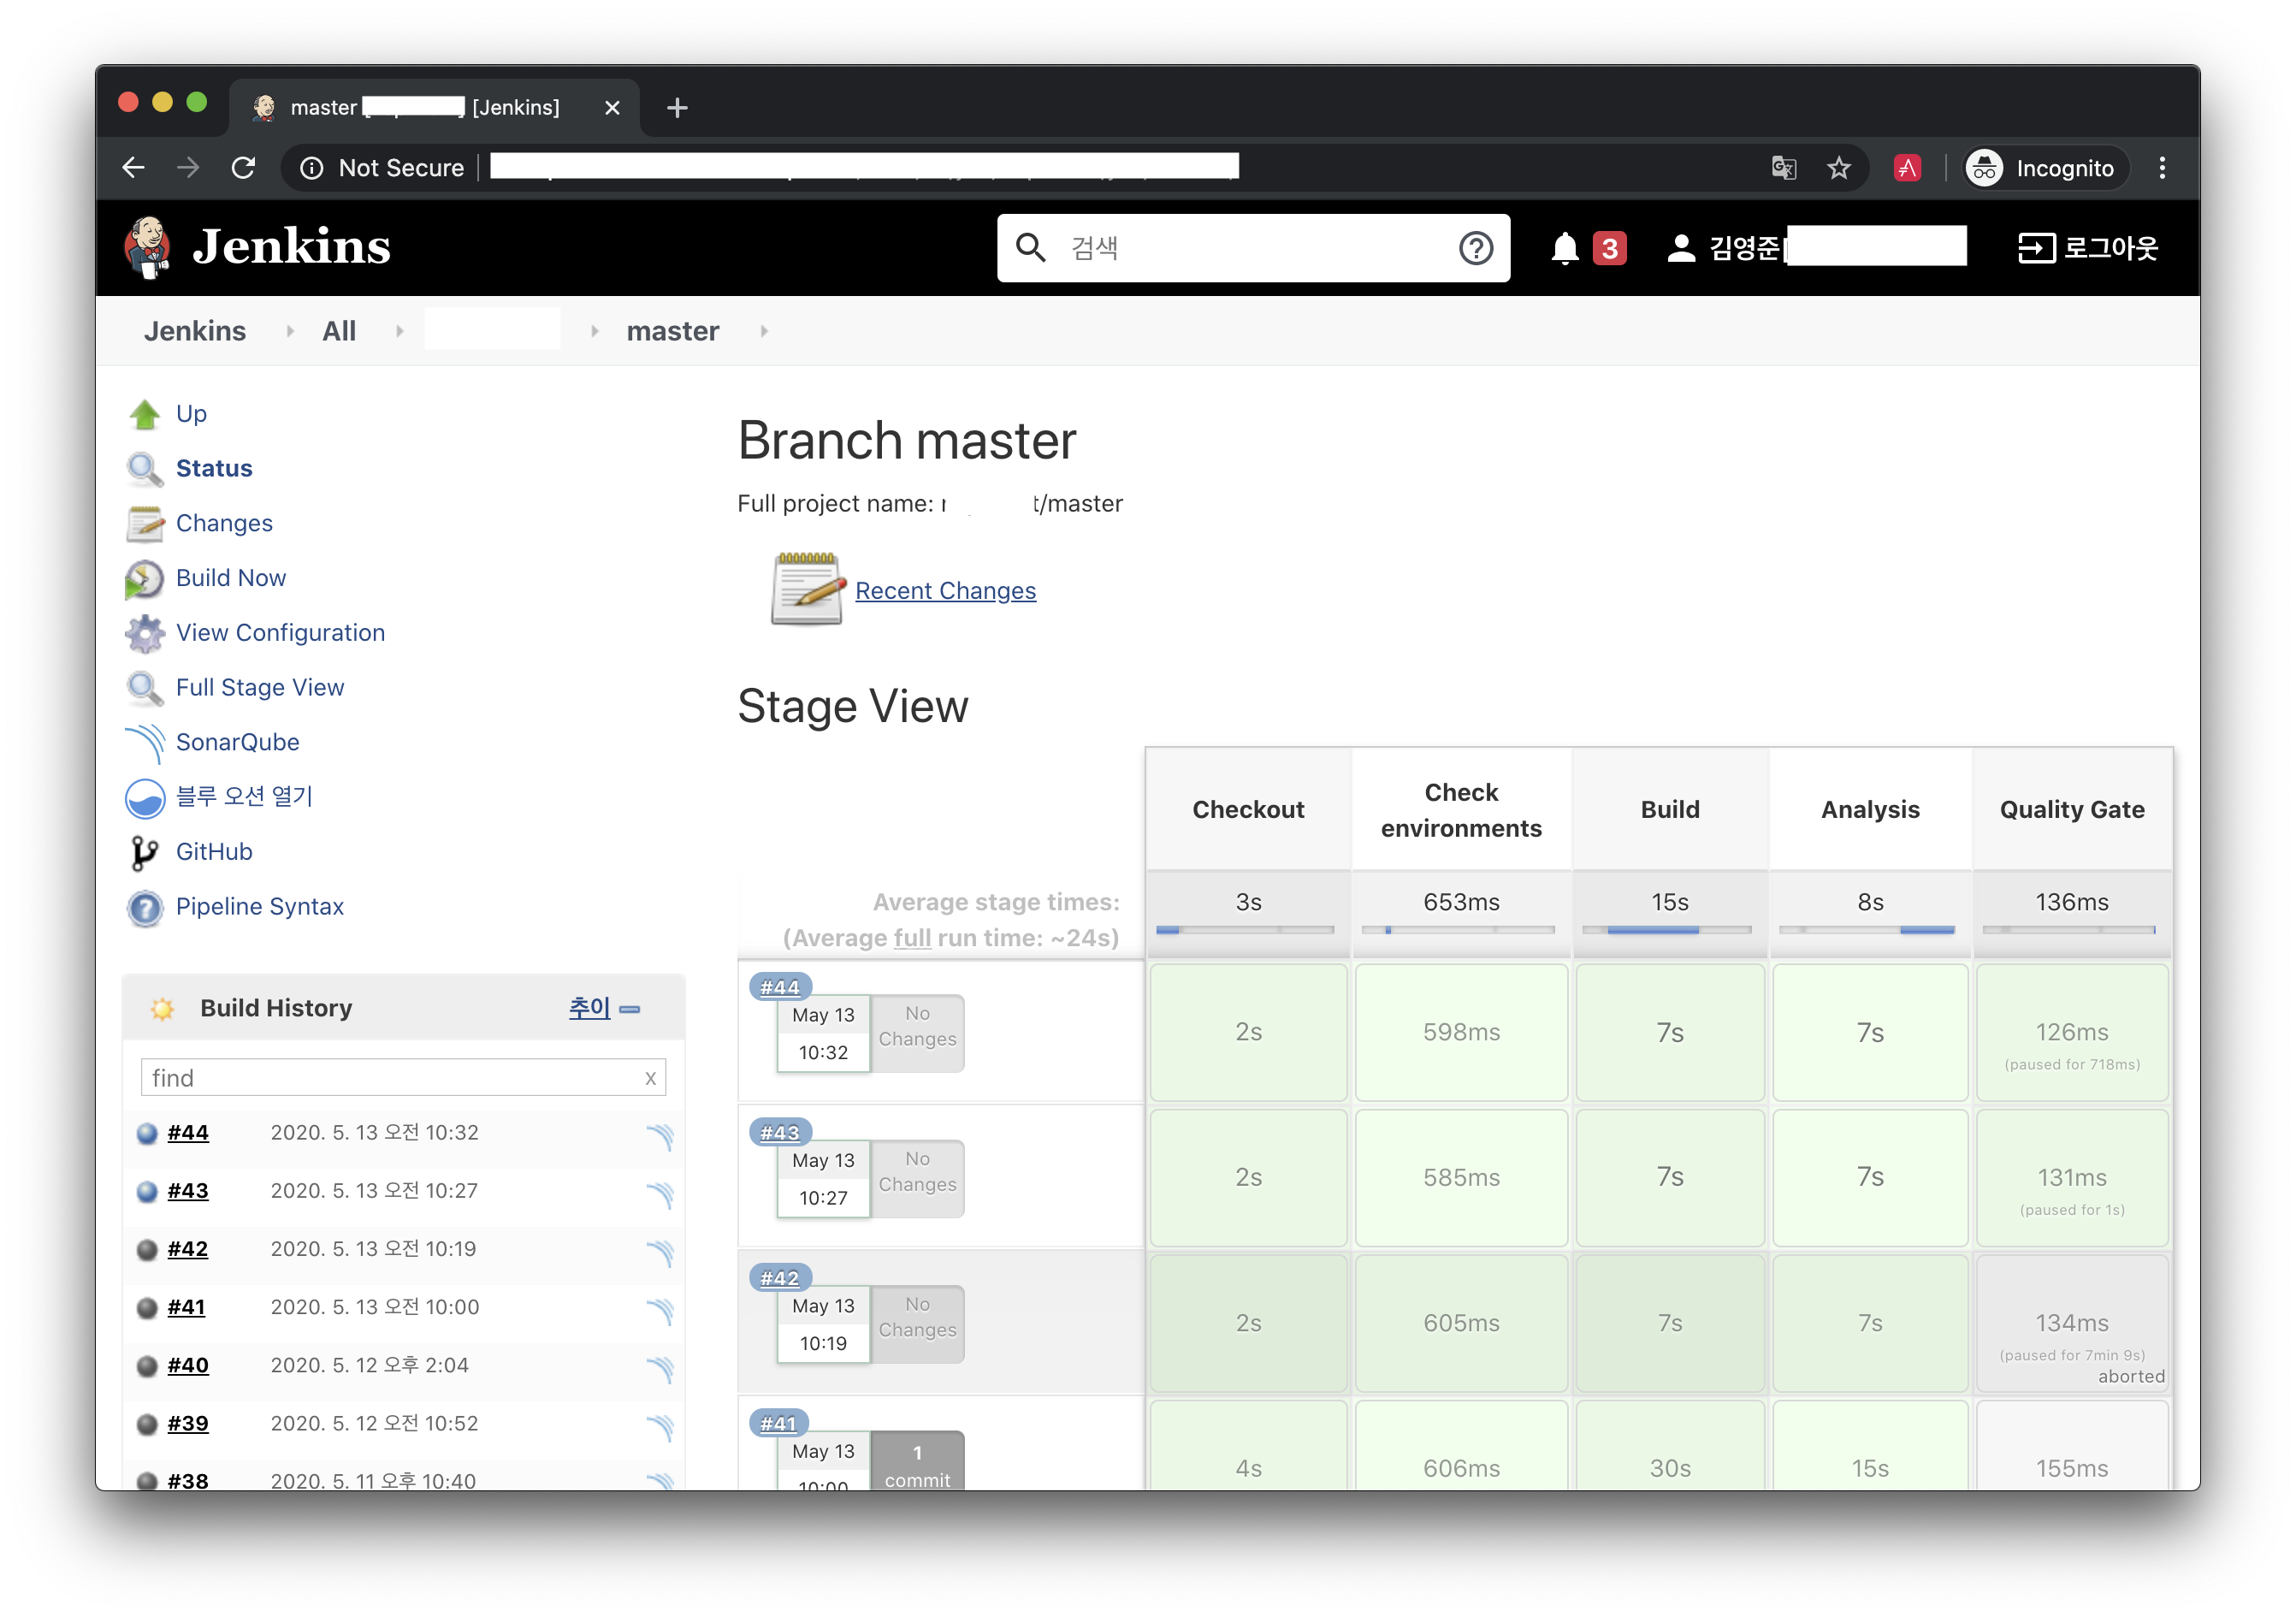 master [Jenkins]
Not Secure
Incognito
Jenkins
검색
3
김영준
로그아웃
Jenkins All master
Up
Status
Changes
Build Now
View Configuration
Full Stage View
SonarQube
블루 오션 열기
GitHub
Pipeline Syntax
Build History 추이
find x
#44 2020. 5. 13 오전 10:32
#43 2020. 5. 13 오전 10:27
#42 2020. 5. 13 오전 10:19
#41 2020. 5. 13 오전 10:00
#40 2020. 5. 12 오후 2:04
#39 2020. 5. 12 오전 10:52
#38 2020. 5. 11 오후 10:40
Branch master
Full project name: t/master
Recent Changes
Stage View
Checkout
Check
environments
Build
Analysis
Quality Gate
Average stage times:
(Average full run time: ~24s)
3s 653ms 15s 8s 136ms
#44
May 13
10:32
No
Changes
2s 598ms 7s 7s 126ms
(paused for 718ms)
#43
May 13
10:27
No
Changes
2s 585ms 7s 7s 131ms
(paused for 1s)
#42
May 13
10:19
No
Changes
2s 605ms 7s 7s 134ms
(paused for 7min 9s)
aborted
#41
May 13
10:00
1
commit
4s 606ms 30s 15s 155ms